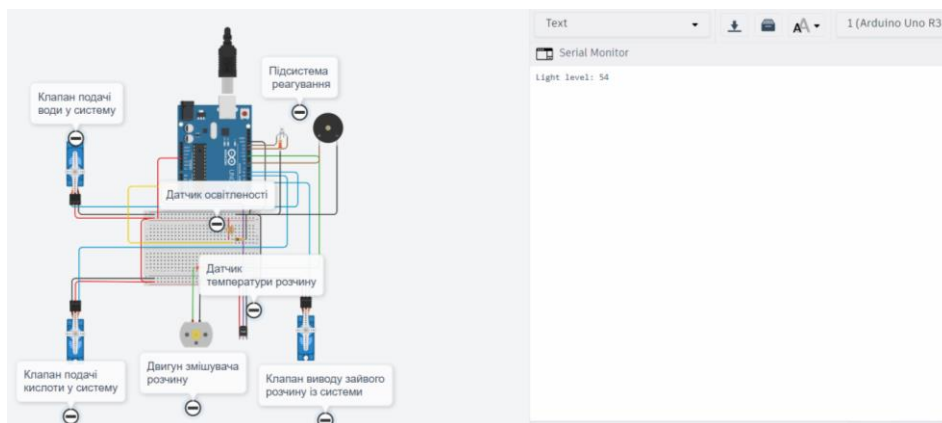 Text
1 (Arduino Uno R3
Serial Monitor
Light level: 54
Підсистема
реагування
Клапан подачі
води у систему
Датчик освітленості
Датчик
температури розчину
Клапан подачі
кислоти у систему
Двигун змішувача
розчину
Клапан виводу зайвого
розчину із системи